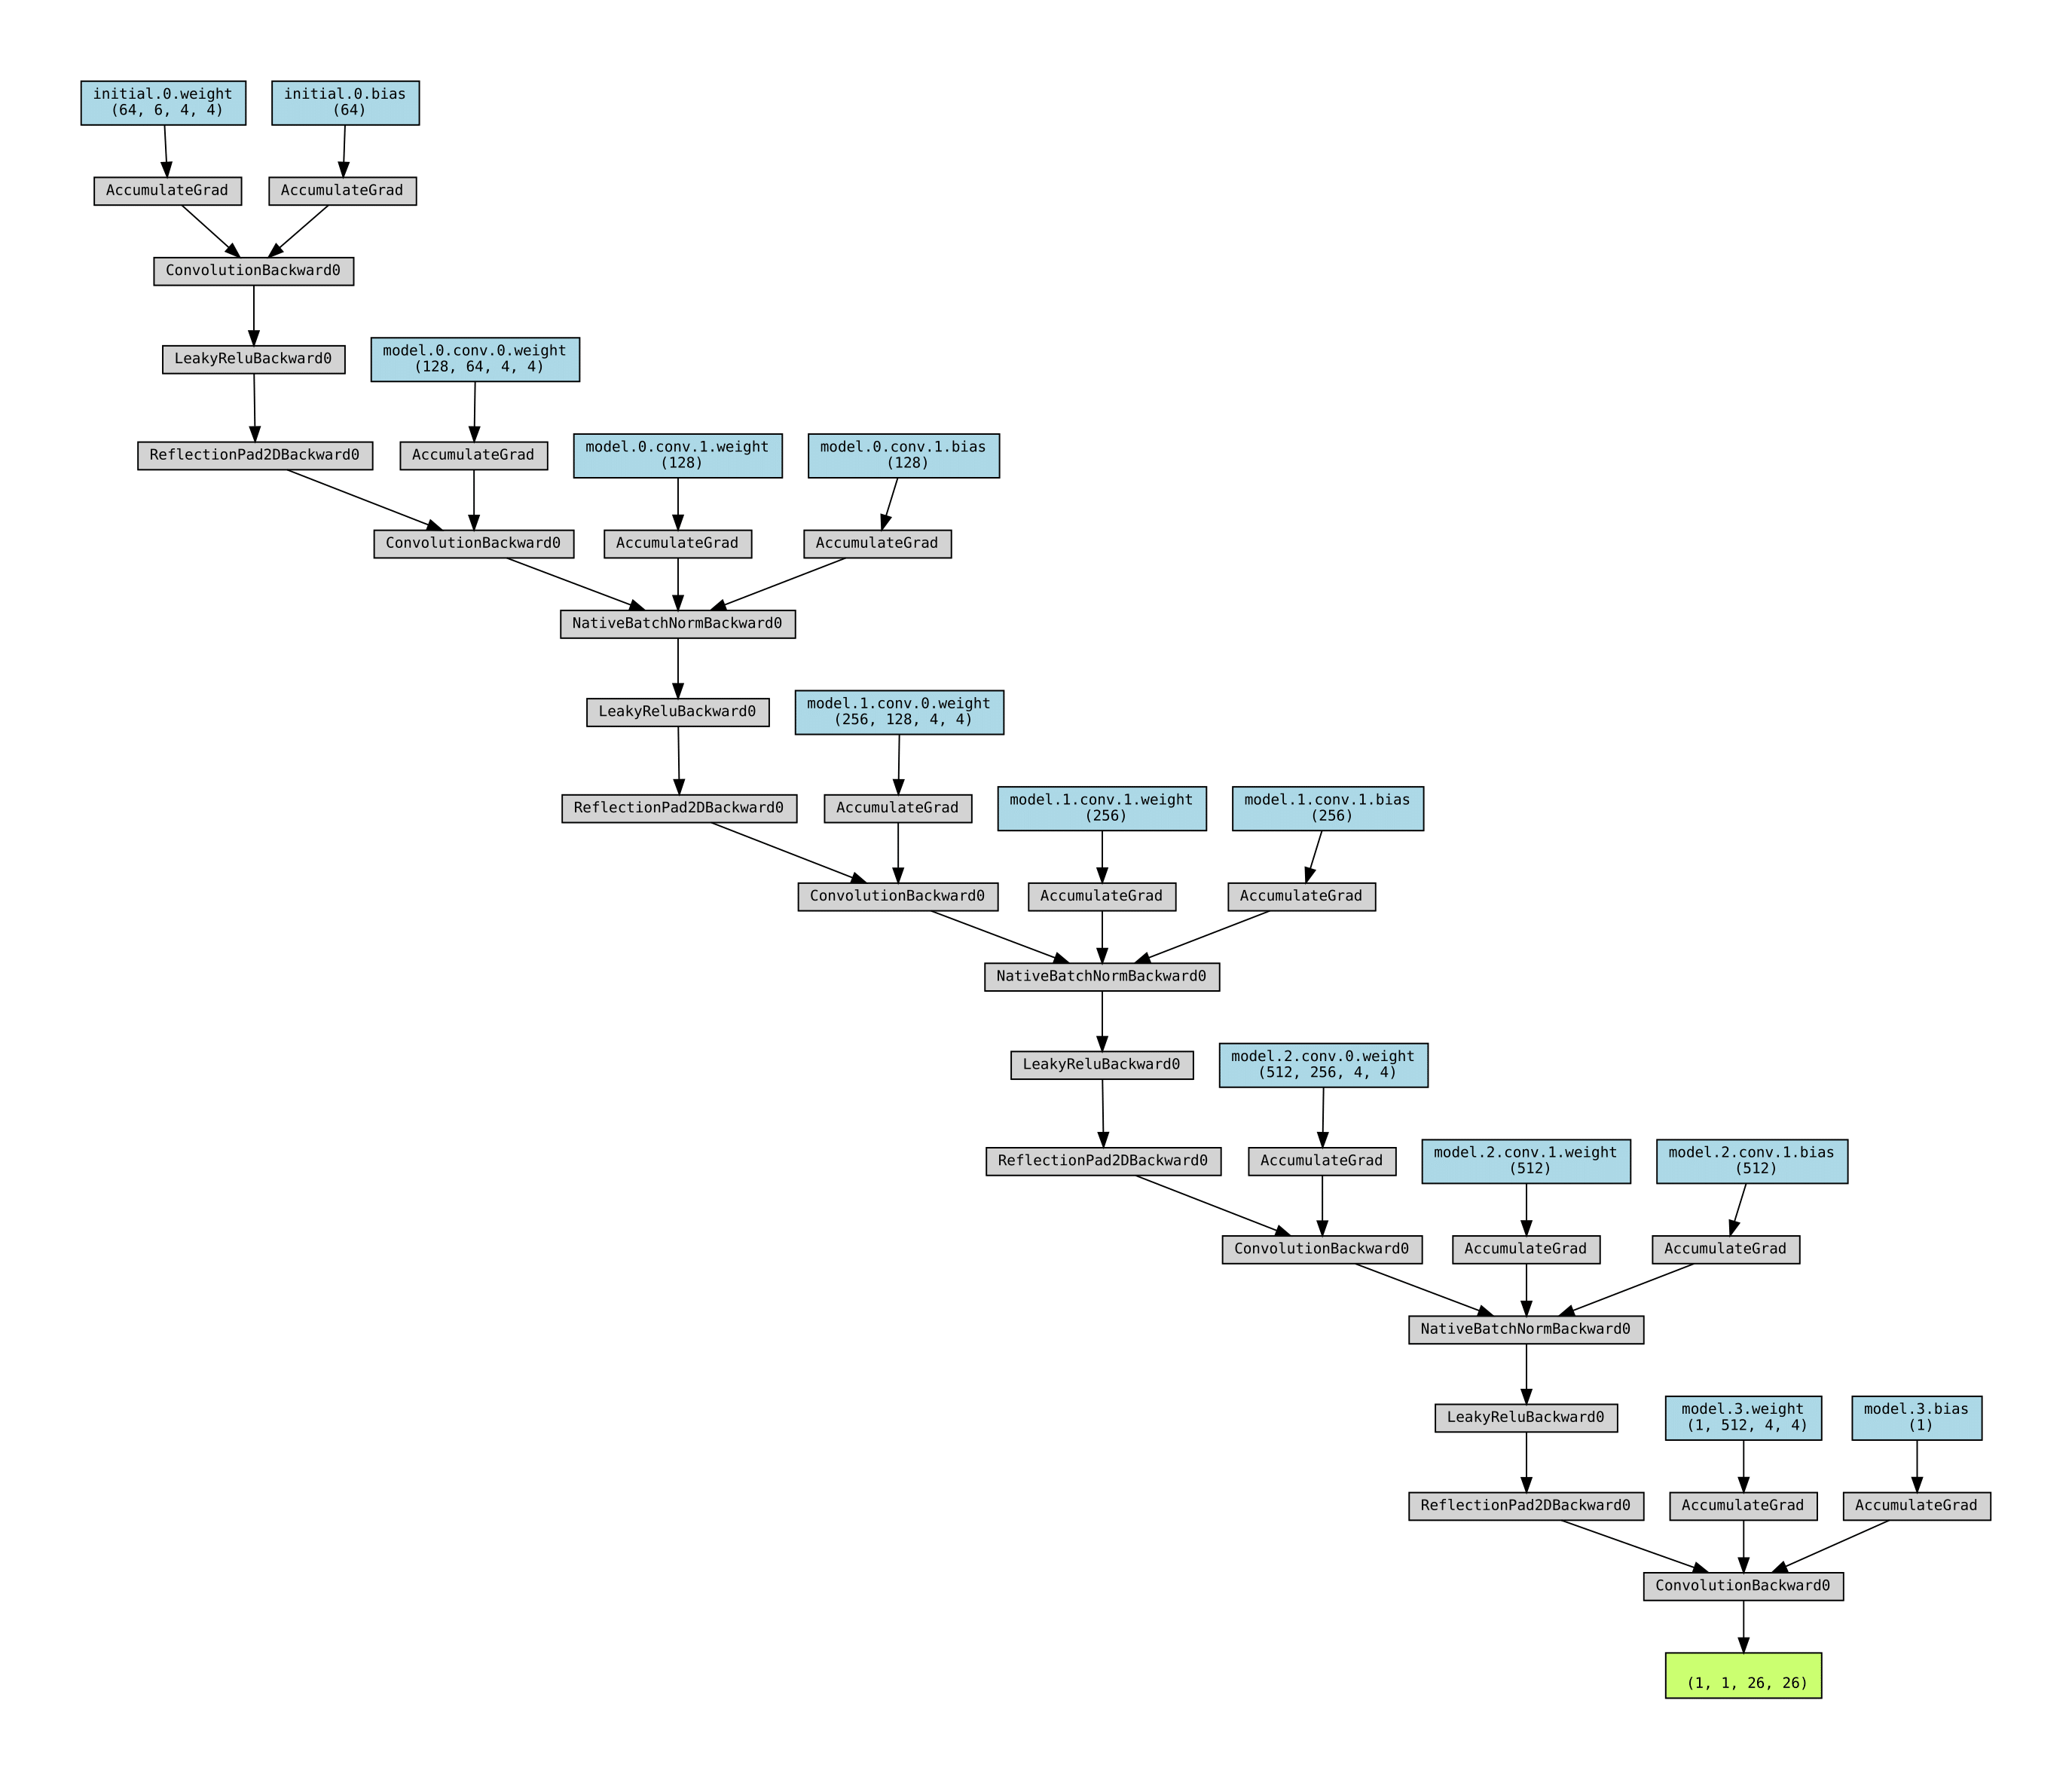 initial.0.weight
(64, 6, 4, 4)
initial.0.bias
(64)
AccumulateGrad
AccumulateGrad
ConvolutionBackward0
LeakyReluBackward0
model.0.conv.0.weight
(128, 64, 4, 4)
ReflectionPad2DBackward0
AccumulateGrad
model.0.conv.1.weight
(128)
model.0.conv.1.bias
(128)
ConvolutionBackward0
AccumulateGrad
AccumulateGrad
NativeBatchNormBackward0
LeakyReluBackward0
model.1.conv.0.weight
(256, 128, 4, 4)
ReflectionPad2DBackward0
AccumulateGrad
model.1.conv.1.weight
(256)
model.1.conv.1.bias
(256)
ConvolutionBackward0
AccumulateGrad
AccumulateGrad
NativeBatchNormBackward0
LeakyReluBackward0
model.2.conv.0.weight
(512, 256, 4, 4)
ReflectionPad2DBackward0
AccumulateGrad
model.2.conv.1.weight
(512)
model.2.conv.1.bias
(512)
ConvolutionBackward0
AccumulateGrad
AccumulateGrad
NativeBatchNormBackward0
LeakyReluBackward0
model.3.weight
(1, 512, 4, 4)
model.3.bias
(1)
ReflectionPad2DBackward0
AccumulateGrad
AccumulateGrad
ConvolutionBackward0
(1, 1, 26, 26)